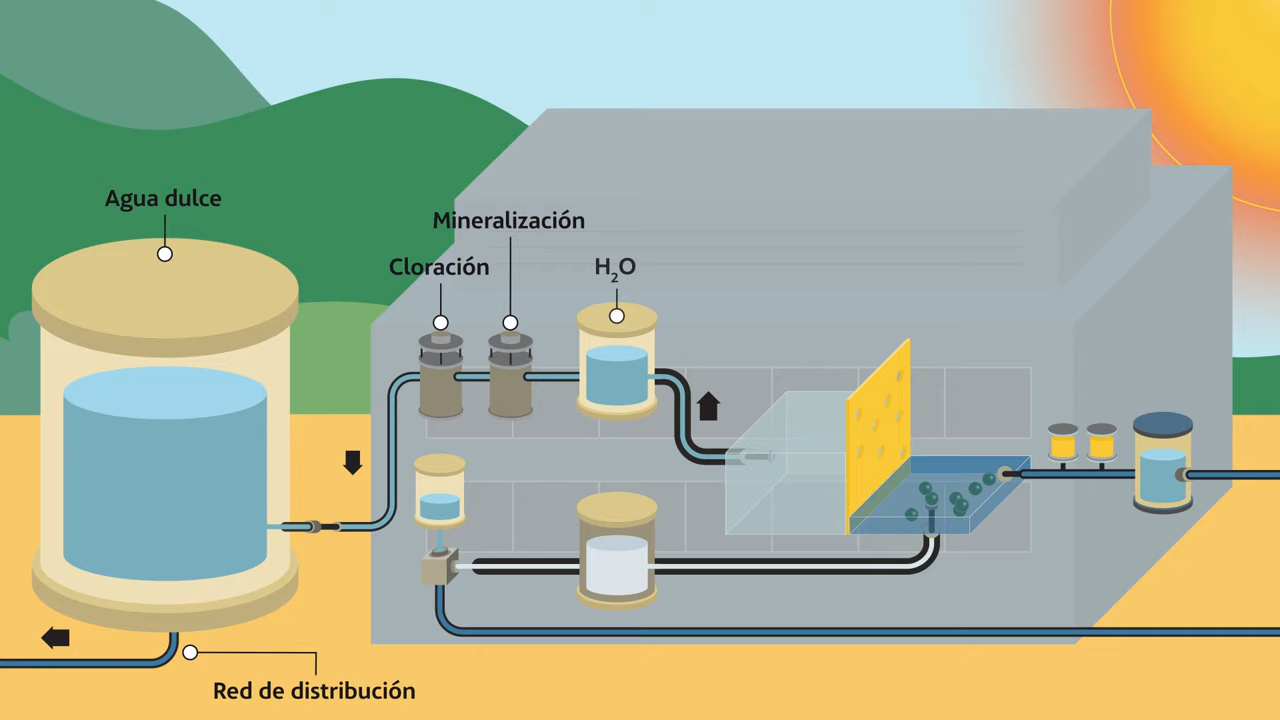 Agua dulce
Mineralización
Cloración
H₂O
Red de distribución